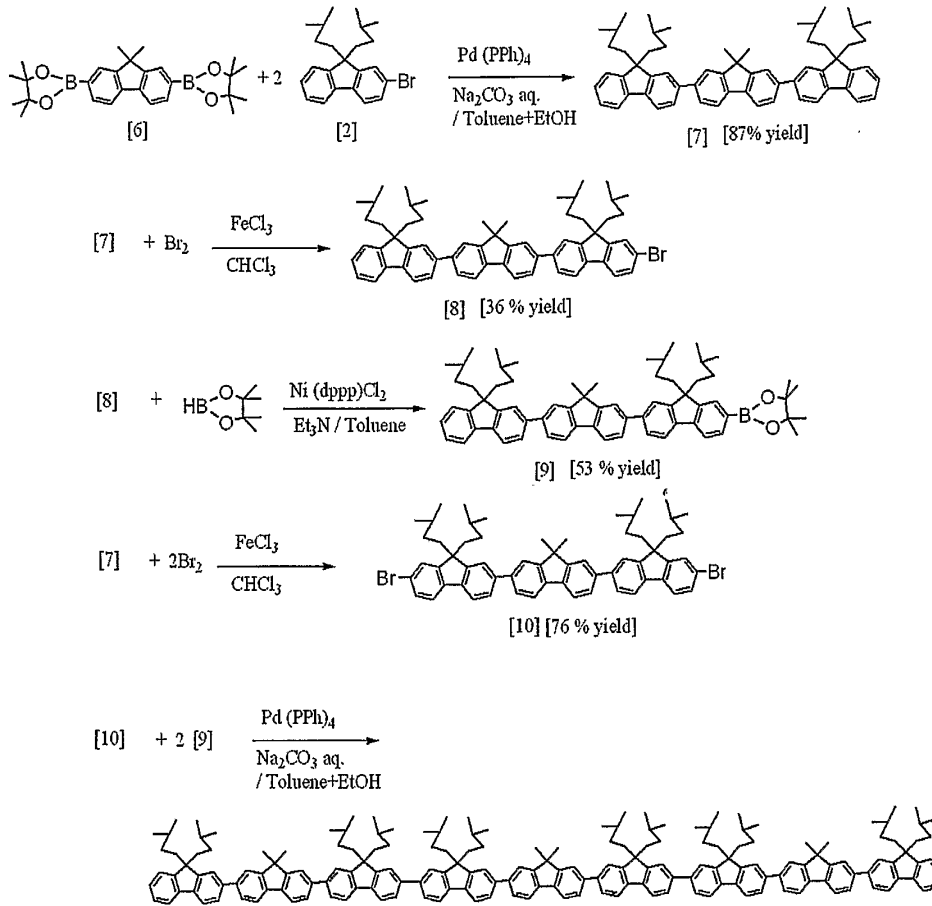 O B O + 2 Br Pd (PPh)4
B O O Na2CO3 aq.
/ Toluene+EtOH
[6] [2] [7] [87% yield]
[7] + Br2 FeCl3
CHCl3 Br
[8] [36 % yield]
[8] + HB O O Ni (dppp)Cl2
Et3N / Toluene B O O
[9] [53 % yield]
[7] + 2Br2 FeCl3
CHCl3 Br Br
[10] [76 % yield]
[10] + 2 [9] Pd (PPh)4
Na2CO3 aq.
/ Toluene+EtOH